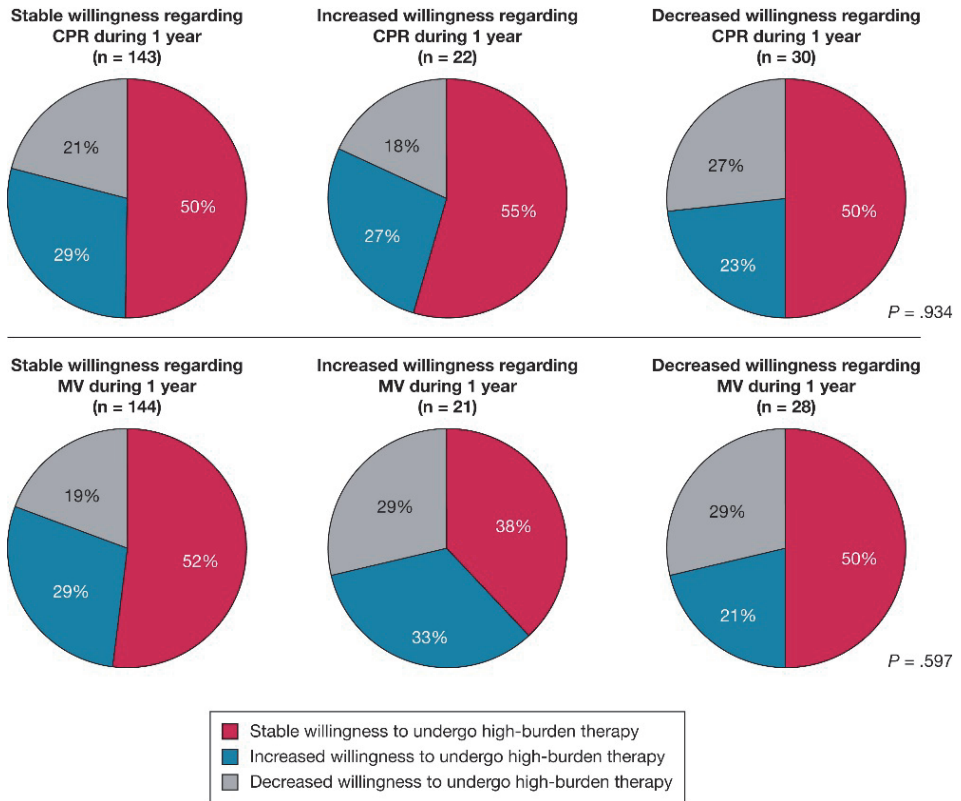 Stable willingness regarding
CPR during 1 year
(n = 143)
Increased willingness regarding
CPR during 1 year
(n = 22)
Decreased willingness regarding
CPR during 1 year
(n = 30)
21%
50%
29%
18%
55%
27%
27%
50%
23%
P = .934
Stable willingness regarding
MV during 1 year
(n = 144)
Increased willingness regarding
MV during 1 year
(n = 21)
Decreased willingness regarding
MV during 1 year
(n = 28)
19%
52%
29%
29%
38%
33%
29%
50%
21%
P = .597
Stable willingness to undergo high-burden therapy
Increased willingness to undergo high-burden therapy
Decreased willingness to undergo high-burden therapy